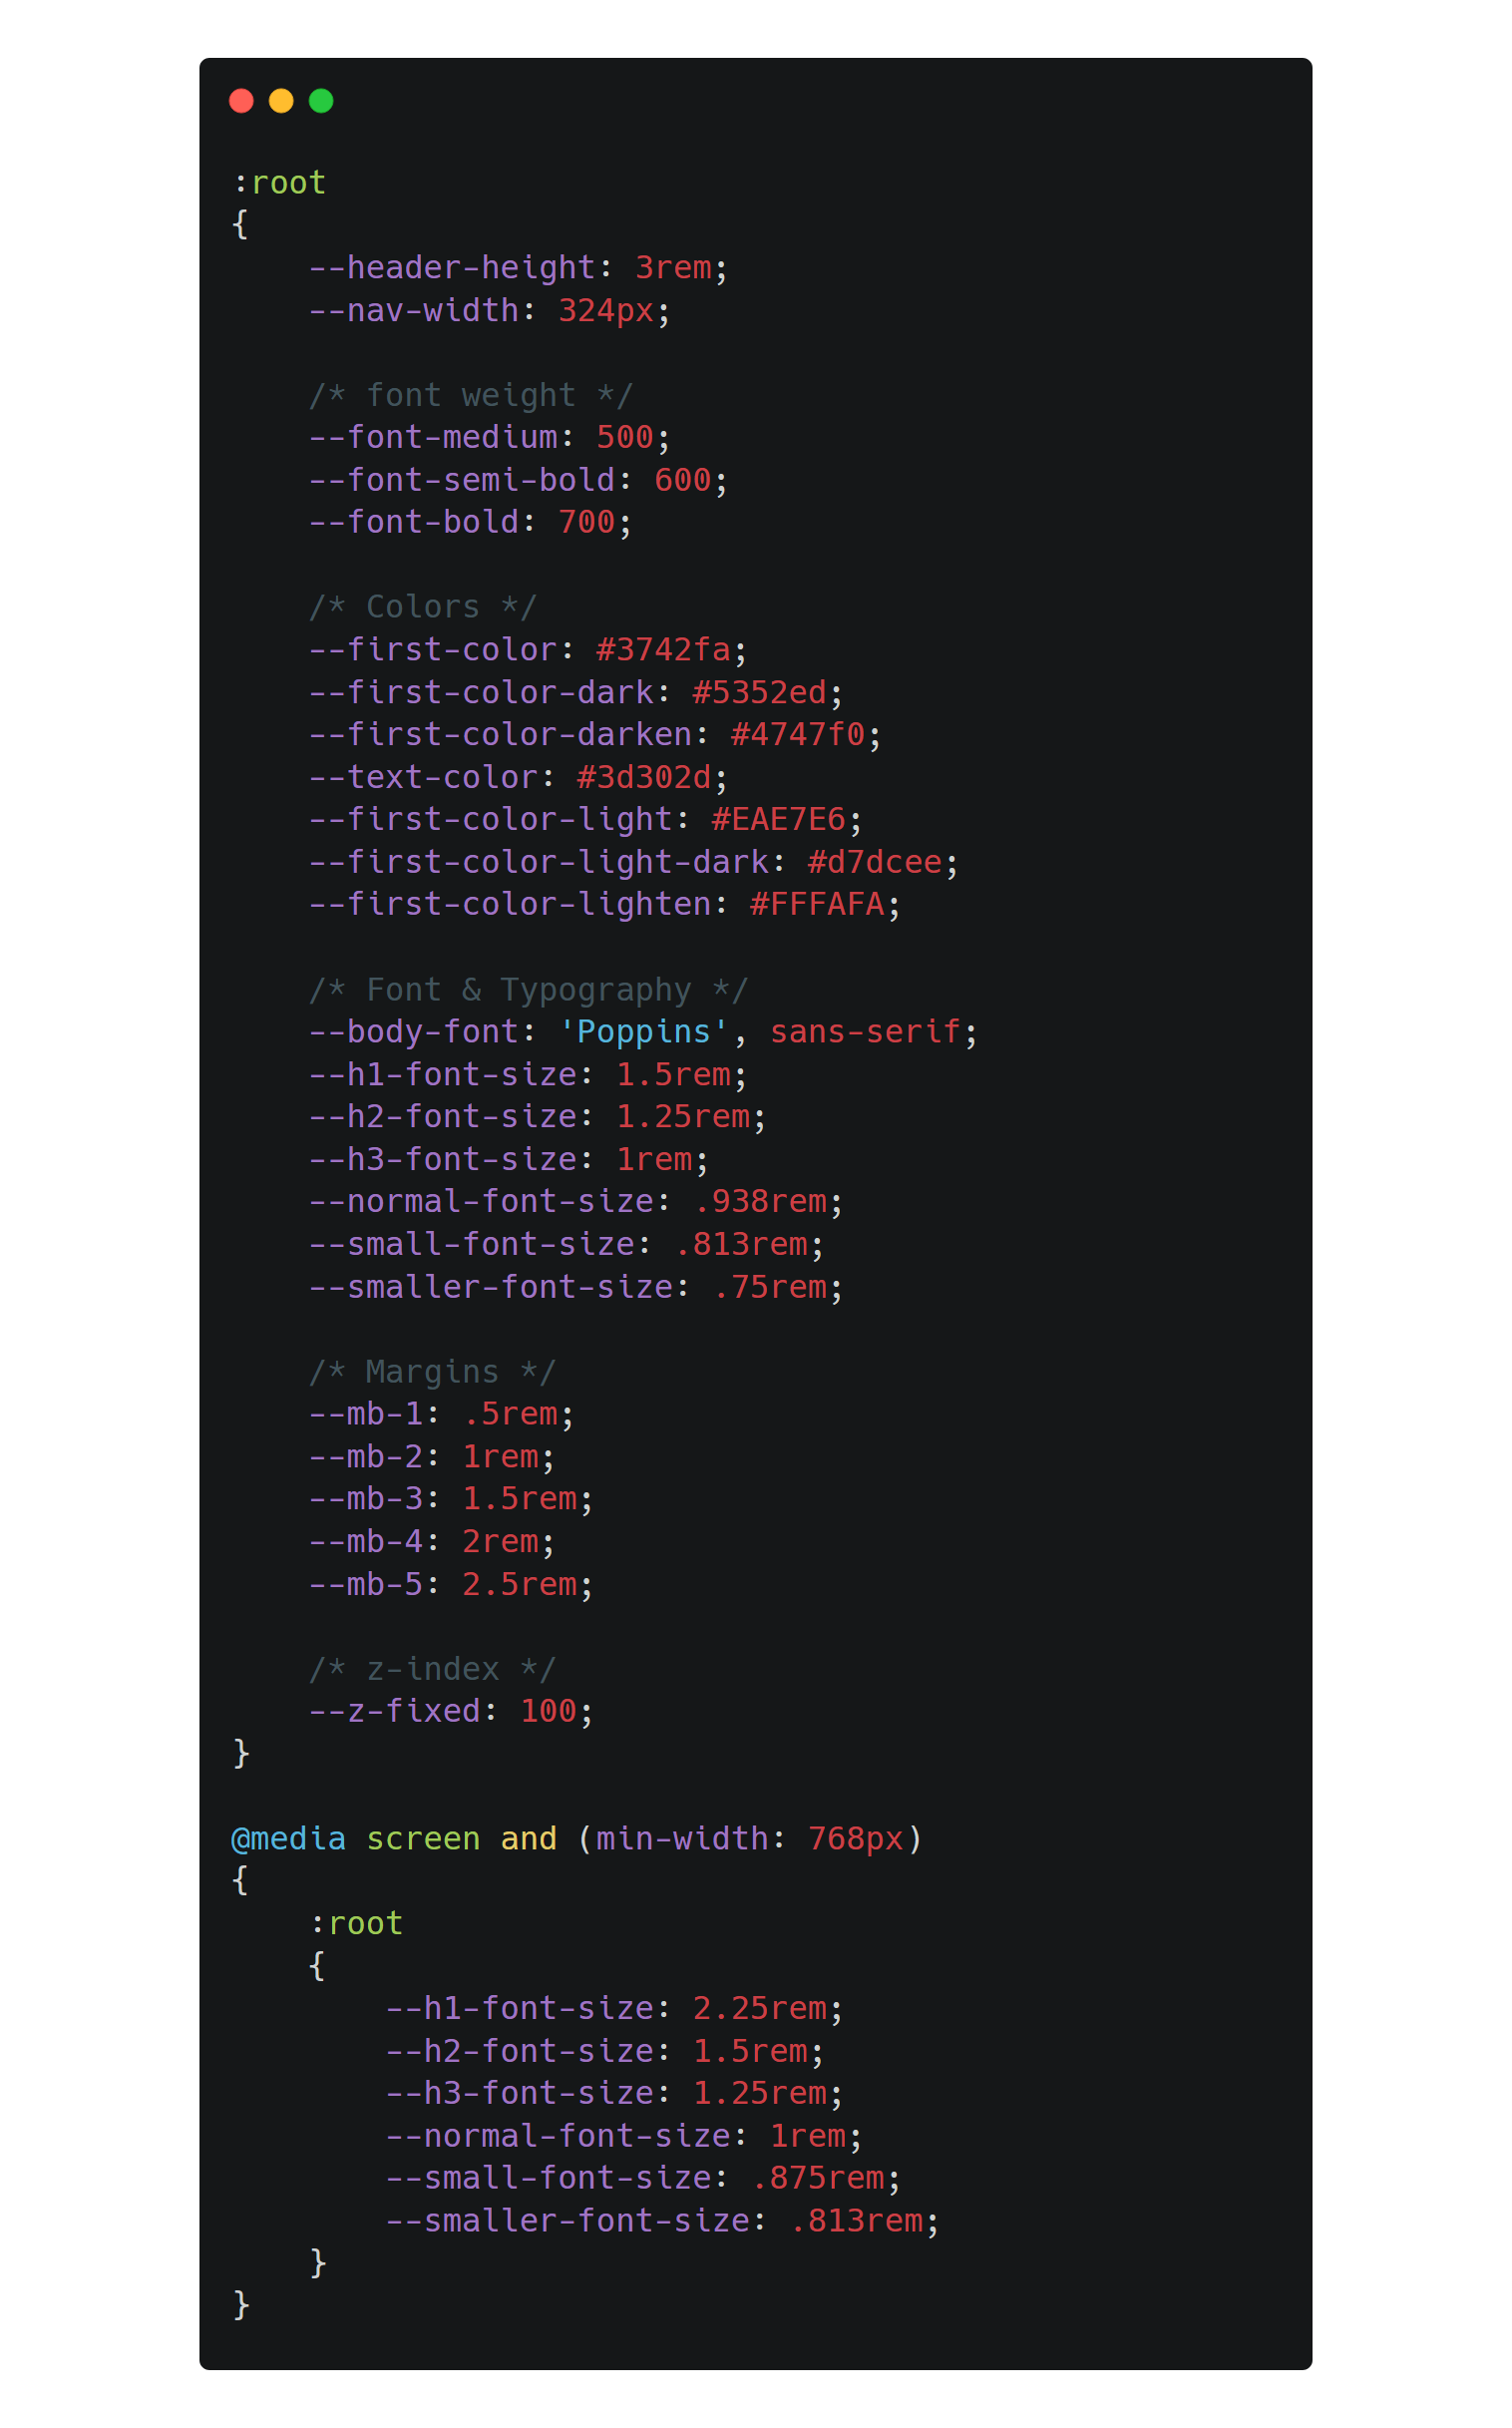 :root
{
    --header-height: 3rem;
    --nav-width: 324px;

    /* font weight */
    --font-medium: 500;
    --font-semi-bold: 600;
    --font-bold: 700;

    /* Colors */
    --first-color: #3742fa;
    --first-color-dark: #5352ed;
    --first-color-darken: #4747f0;
    --text-color: #3d302d;
    --first-color-light: #EAE7E6;
    --first-color-light-dark: #d7dcee;
    --first-color-lighten: #FFFAFA;

    /* Font & Typography */
    --body-font: 'Poppins', sans-serif;
    --h1-font-size: 1.5rem;
    --h2-font-size: 1.25rem;
    --h3-font-size: 1rem;
    --normal-font-size: .938rem;
    --small-font-size: .813rem;
    --smaller-font-size: .75rem;

    /* Margins */
    --mb-1: .5rem;
    --mb-2: 1rem;
    --mb-3: 1.5rem;
    --mb-4: 2rem;
    --mb-5: 2.5rem;

    /* z-index */
    --z-fixed: 100;
}

@media screen and (min-width: 768px)
{
    :root
    {
        --h1-font-size: 2.25rem;
        --h2-font-size: 1.5rem;
        --h3-font-size: 1.25rem;
        --normal-font-size: 1rem;
        --small-font-size: .875rem;
        --smaller-font-size: .813rem;
    }
}